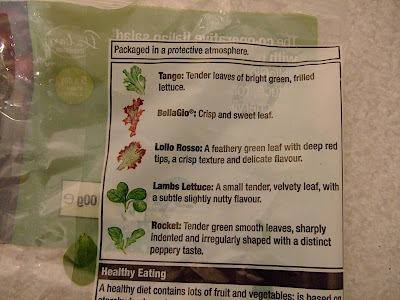 Packaged in a protective atmosphere.
Tango: Tender leaves of bright green, frilled
lettuce.
BellaGio®: Crisp and sweet leaf.
Lollo Rosso: A feathery green leaf with deep red
tips, a crisp texture and delicate flavour.
Lambs Lettuce: A small tender, velvety leaf, with
a subtle slightly nutty flavour.
Rocket: Tender green smooth leaves, sharply
indented and irregularly shaped with a distinct
peppery taste.
Healthy Eating
A healthy diet contains lots of fruit and vegetables; is based on